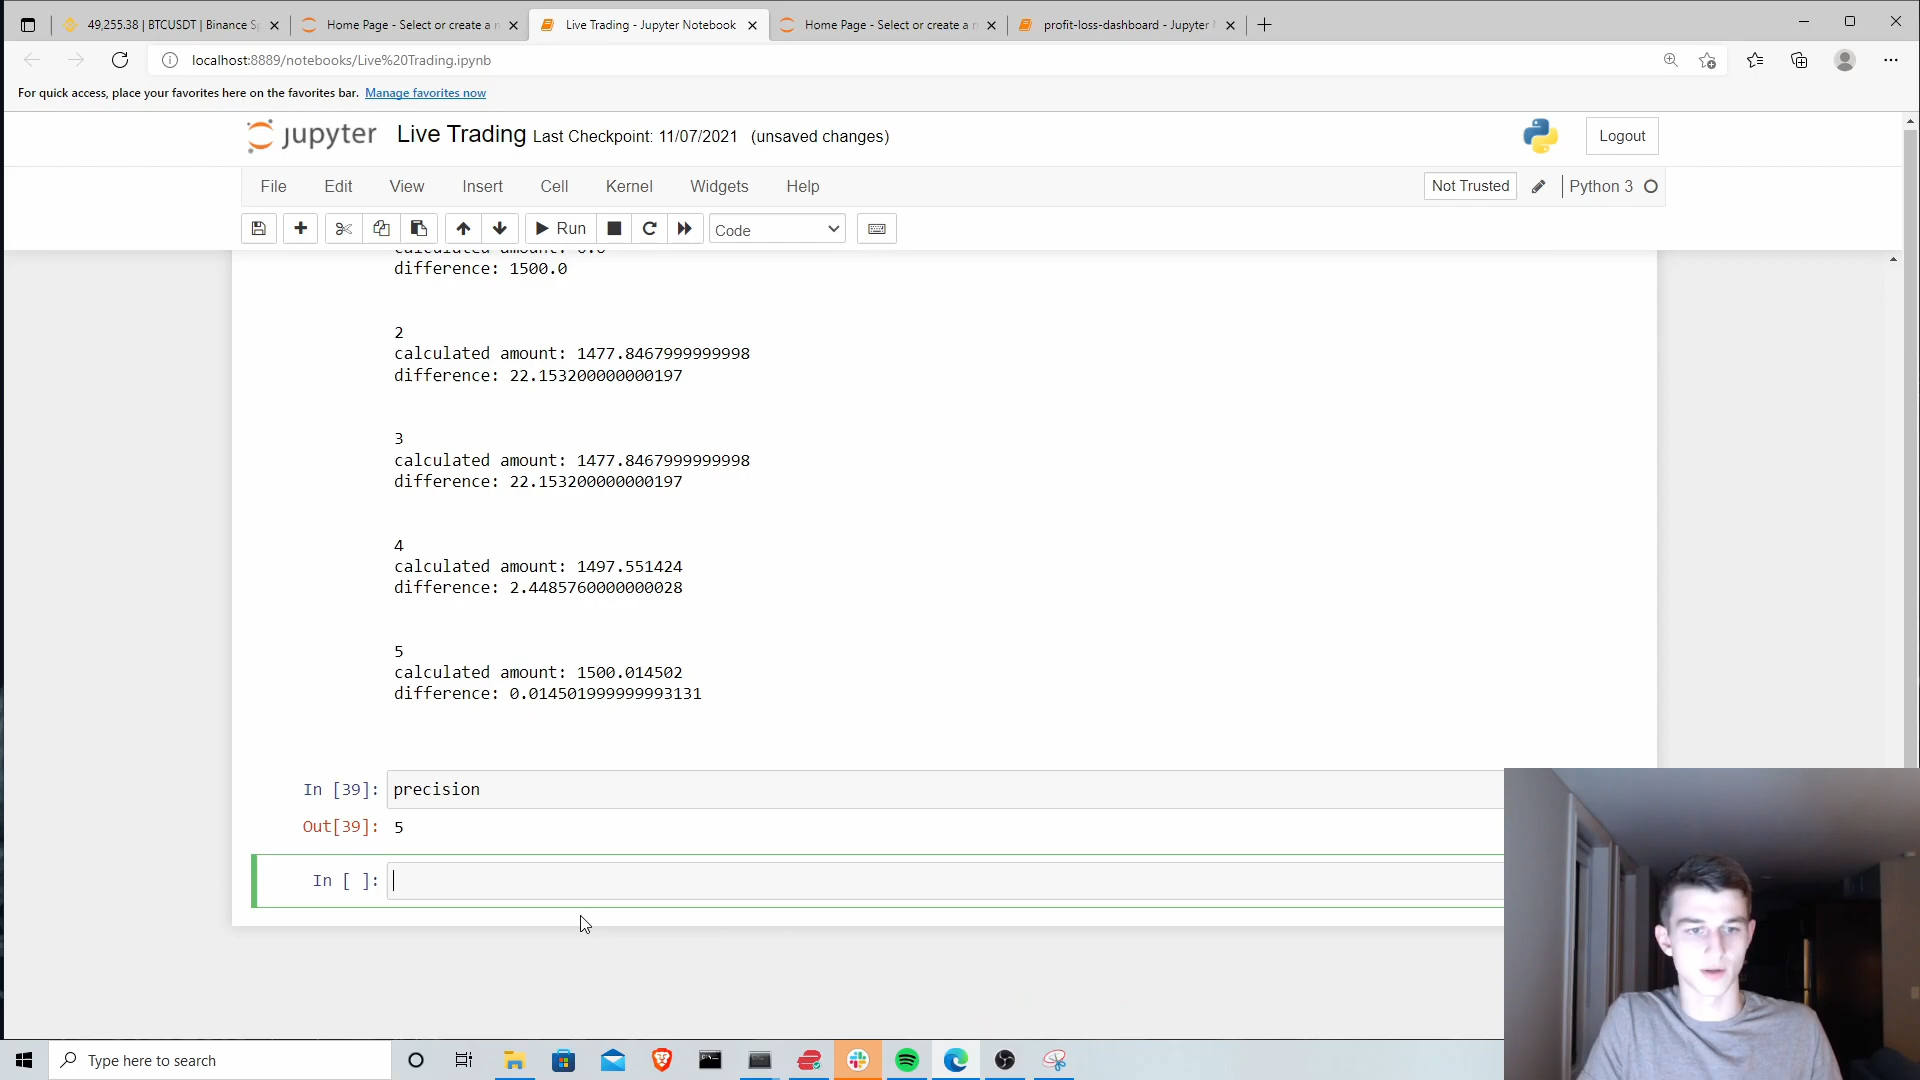 49,255.38 | BTCUSDT | Binance Sp
Home Page - Select or create a n
Live Trading - Jupyter Notebook
Home Page - Select or create a n
profit-loss-dashboard - Jupyter
localhost:8889/notebooks/Live%20Trading.ipynb
For quick access, place your favorites here on the favorites bar. Manage favorites now
jupyter Live Trading Last Checkpoint: 11/07/2021 (unsaved changes)
Logout
File Edit View Insert Cell Kernel Widgets Help
Not Trusted
Python 3
Run
Code
calculated amount: 0.0
difference: 1500.0
2
calculated amount: 1477.8467999999998
difference: 22.153200000000197
3
calculated amount: 1477.8467999999998
difference: 22.153200000000197
4
calculated amount: 1497.551424
difference: 2.4485760000000028
5
calculated amount: 1500.014502
difference: 0.014501999999993131
In [39]: precision
Out[39]: 5
In [ ]:
Type here to search